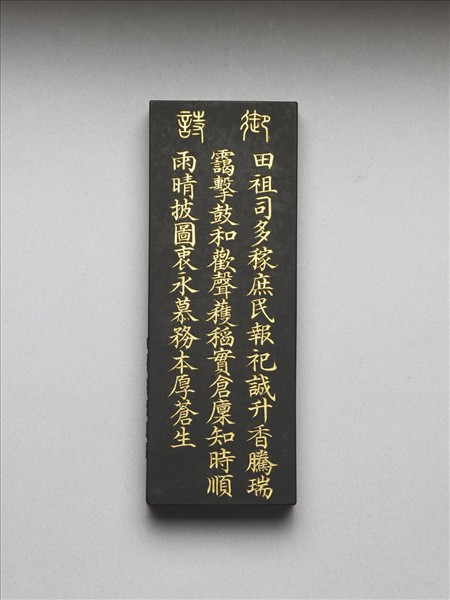 御詩
田祖司多稼庶民報祀誠升香騰瑞
靄擊鼓和歡聲穫稻實倉廩知時順
雨晴披圖衷永慕務本厚蒼生